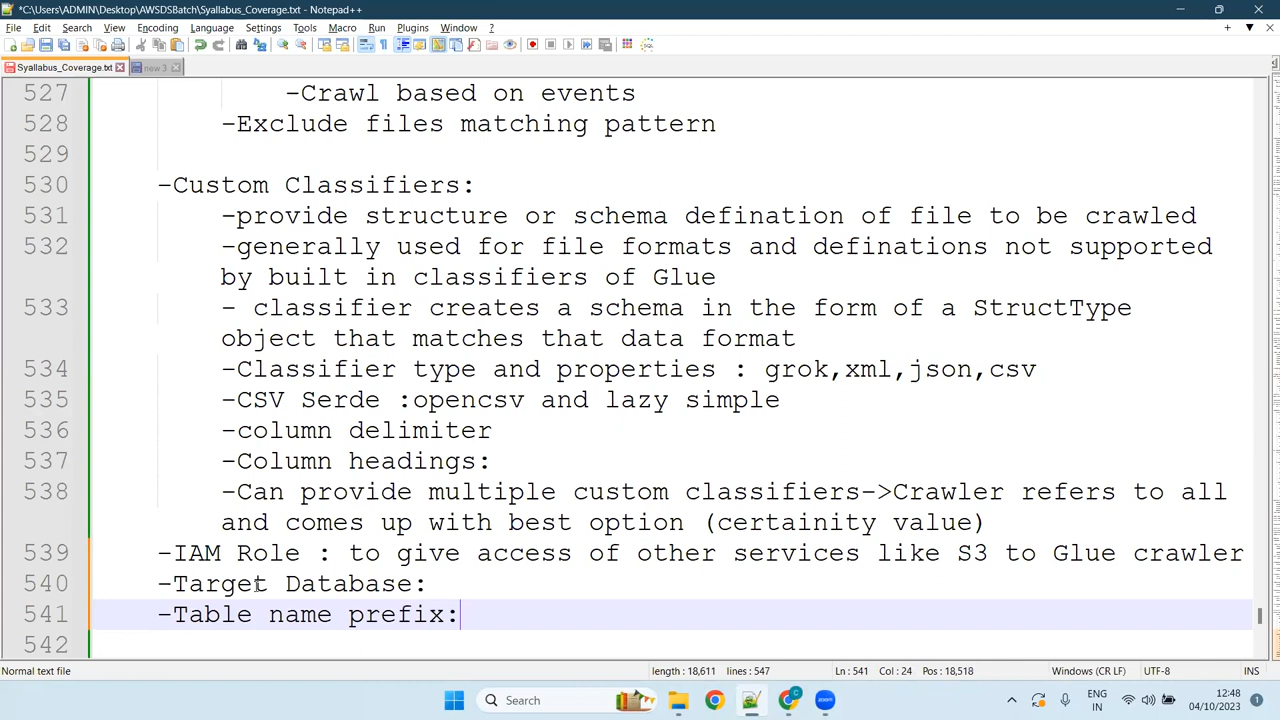 *C:\Users\ADMIN\Desktop\AWSDSBatch\Syallabus_Coverage.txt - Notepad++
File Edit Search View Encoding Language Settings Tools Macro Run Plugins Window ?
Syallabus_Coverage.txt new 3
527 -Crawl based on events
528 -Exclude files matching pattern
529
530 -Custom Classifiers:
531 -provide structure or schema defination of file to be crawled
532 -generally used for file formats and definations not supported
by built in classifiers of Glue
533 - classifier creates a schema in the form of a StructType
object that matches that data format
534 -Classifier type and properties : grok,xml,json,csv
535 -CSV Serde :opencsv and lazy simple
536 -column delimiter
537 -Column headings:
538 -Can provide multiple custom classifiers->Crawler refers to all
and comes up with best option (certainity value)
539 -IAM Role : to give access of other services like S3 to Glue crawler
540 -Target Database:
541 -Table name prefix:
542
Normal text file length : 18,611 lines : 547 Ln : 541 Col : 24 Pos : 18,518 Windows (CR LF) UTF-8 INS
Search ENG IN 12:48 04/10/2023